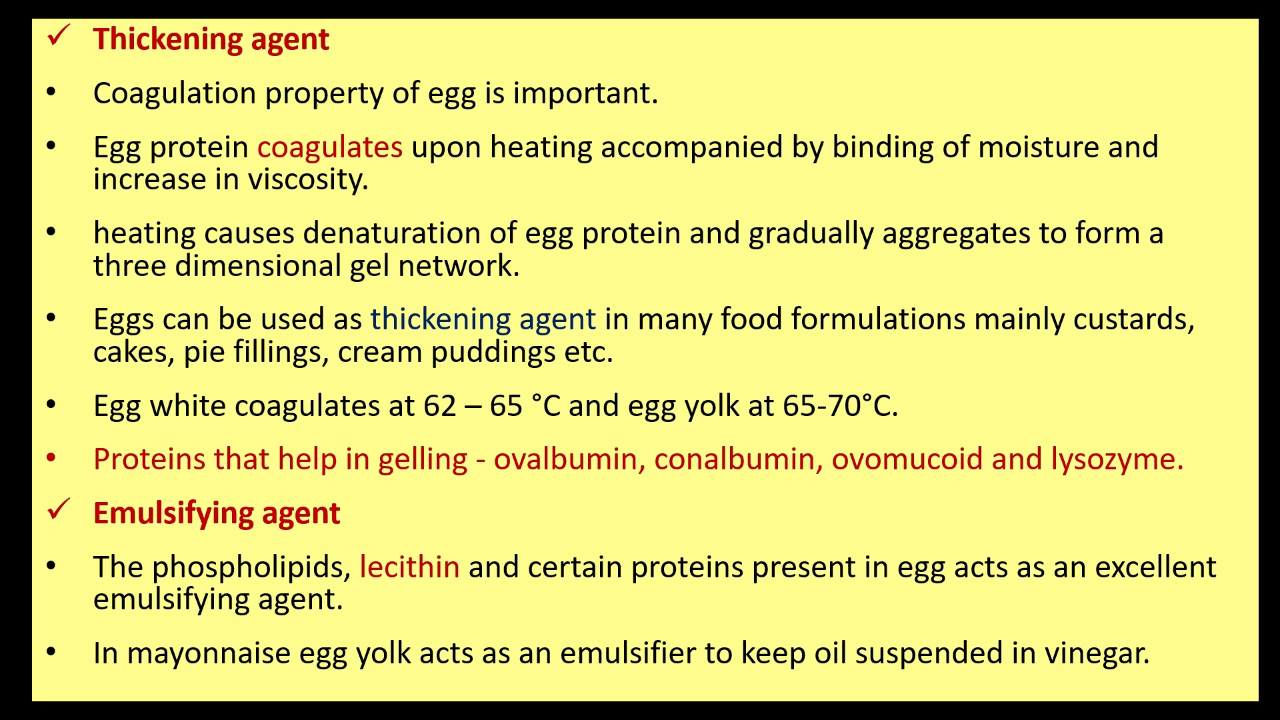 ✓ Thickening agent
• Coagulation property of egg is important.
• Egg protein coagulates upon heating accompanied by binding of moisture and
increase in viscosity.
• heating causes denaturation of egg protein and gradually aggregates to form a
three dimensional gel network.
• Eggs can be used as thickening agent in many food formulations mainly custards,
cakes, pie fillings, cream puddings etc.
• Egg white coagulates at 62 – 65 °C and egg yolk at 65-70°C.
• Proteins that help in gelling - ovalbumin, conalbumin, ovomucoid and lysozyme.
✓ Emulsifying agent
• The phospholipids, lecithin and certain proteins present in egg acts as an excellent
emulsifying agent.
• In mayonnaise egg yolk acts as an emulsifier to keep oil suspended in vinegar.